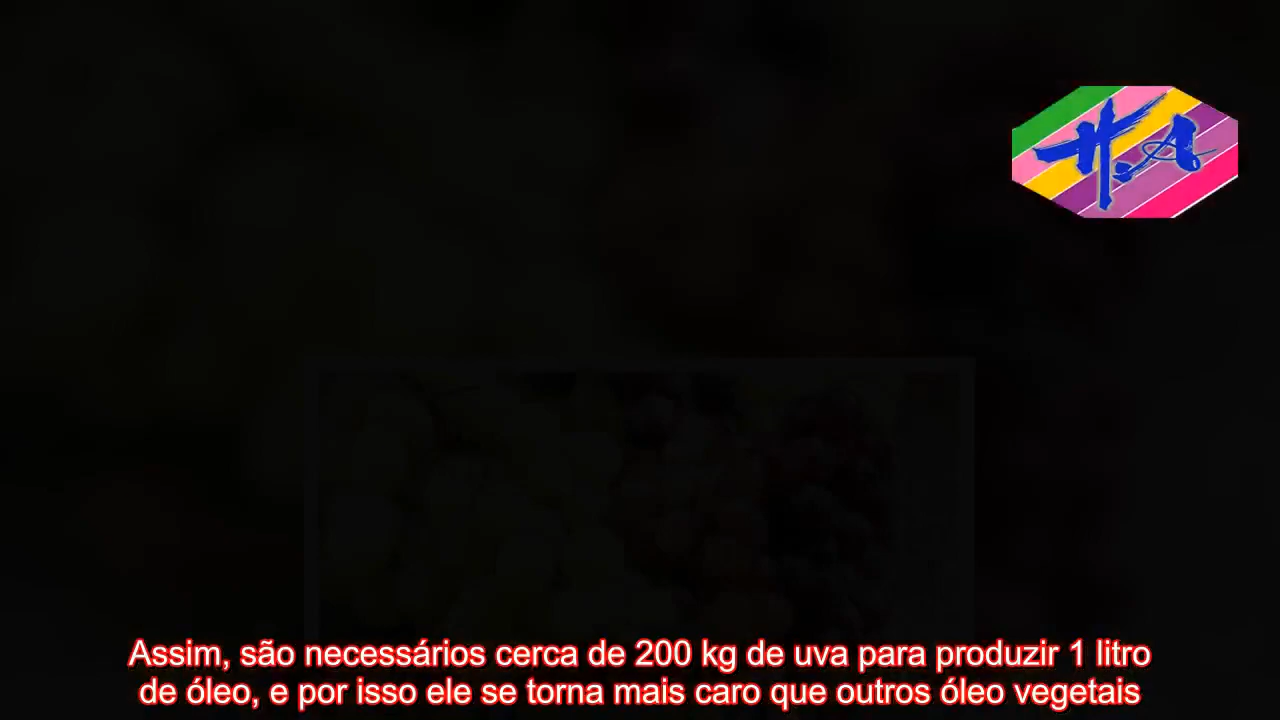 H.A
Assim, são necessários cerca de 200 kg de uva para produzir 1 litro
de óleo, e por isso ele se torna mais caro que outros óleo vegetais